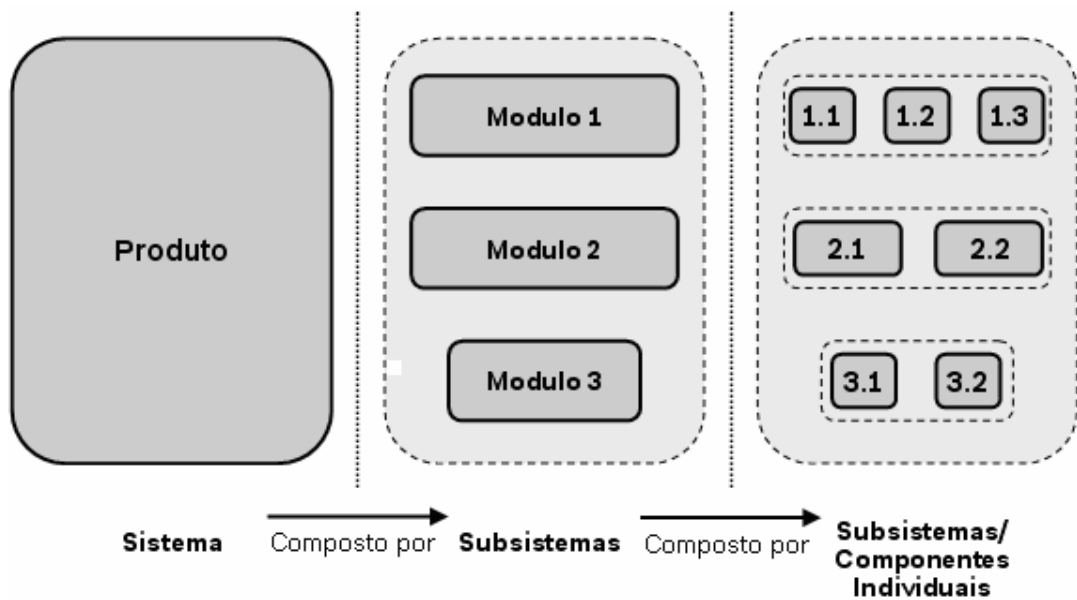 Produto
Modulo 1
Modulo 2
Modulo 3
1.1 1.2 1.3
2.1 2.2
3.1 3.2
Sistema Composto por Subsistemas Composto por Subsistemas/
Componentes
Individuais